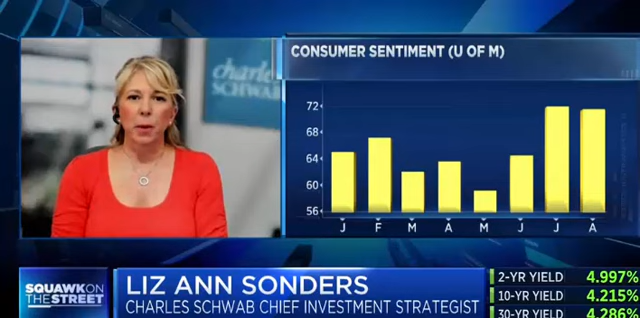 charles
SCHWAB
CONSUMER SENTIMENT (U OF M)
72
68
64
60
56
J F M A M J J A
SQUAWK ON
THE STREET
LIZ ANN SONDERS
CHARLES SCHWAB CHIEF INVESTMENT STRATEGIST
2-YR YIELD 4.997%
10-YR YIELD 4.215%
30-YR YIELD 4.286%